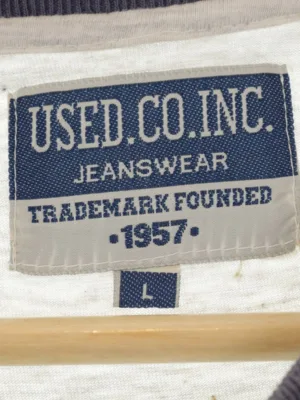 USED.CO.INC.
JEANSWEAR
TRADEMARK FOUNDED
·1957·
L